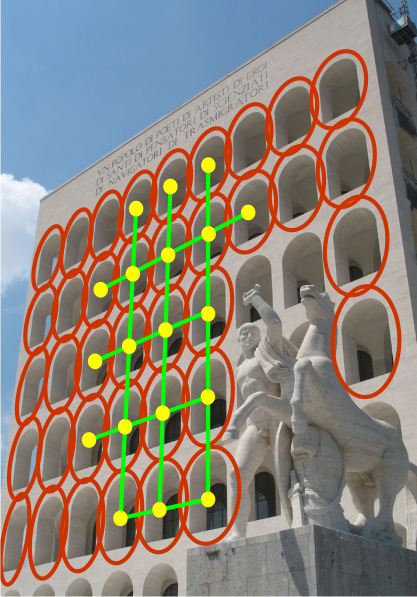 VN POPOLO DI POETI DI ARTISTI DI EROI
DI SANTI DI PENSATORI DI SCIENZIATI
DI NAVIGATORI DI TRASMIGRATORI